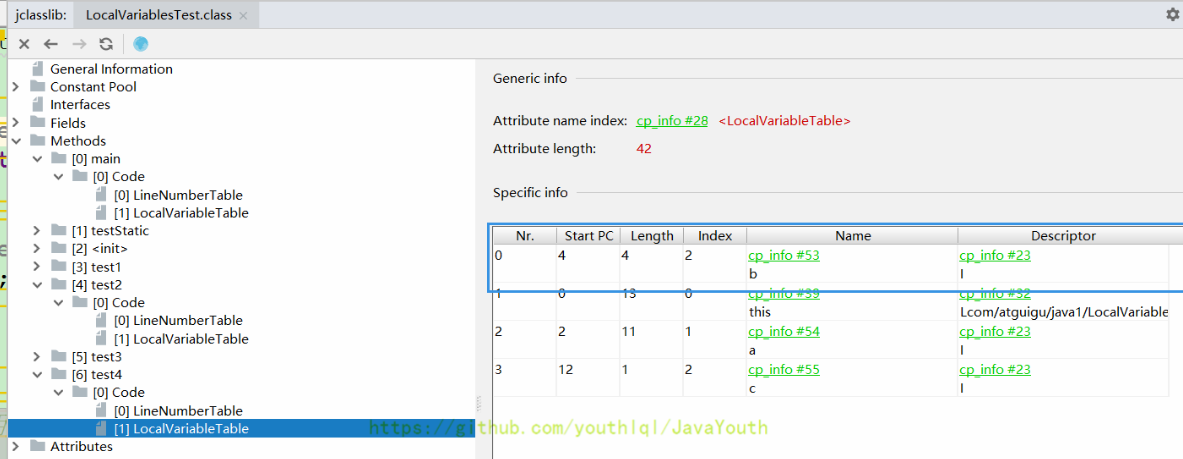 jclasslib:
LocalVariablesTest.class
General Information
Constant Pool
Interfaces
Fields
Methods
[0] main
[0] Code
[0] LineNumberTable
[1] LocalVariableTable
[1] testStatic
[2] <init>
[3] test1
[4] test2
[0] Code
[0] LineNumberTable
[1] LocalVariableTable
[5] test3
[6] test4
[0] Code
[0] LineNumberTable
[1] LocalVariableTable
Attributes
Generic info
Attribute name index: cp_info #28 <LocalVariableTable>
Attribute length: 42
Specific info
Nr. Start PC Length Index Name Descriptor
0 4 4 2 cp_info #53 cp_info #23
b I
1 0 13 0 cp_info #39 cp_info #32
this Lcom/atguigu/java1/LocalVariable
2 2 11 1 cp_info #54 cp_info #23
a I
3 12 1 2 cp_info #55 cp_info #23
c I
https://github.com/youthlql/JavaYouth